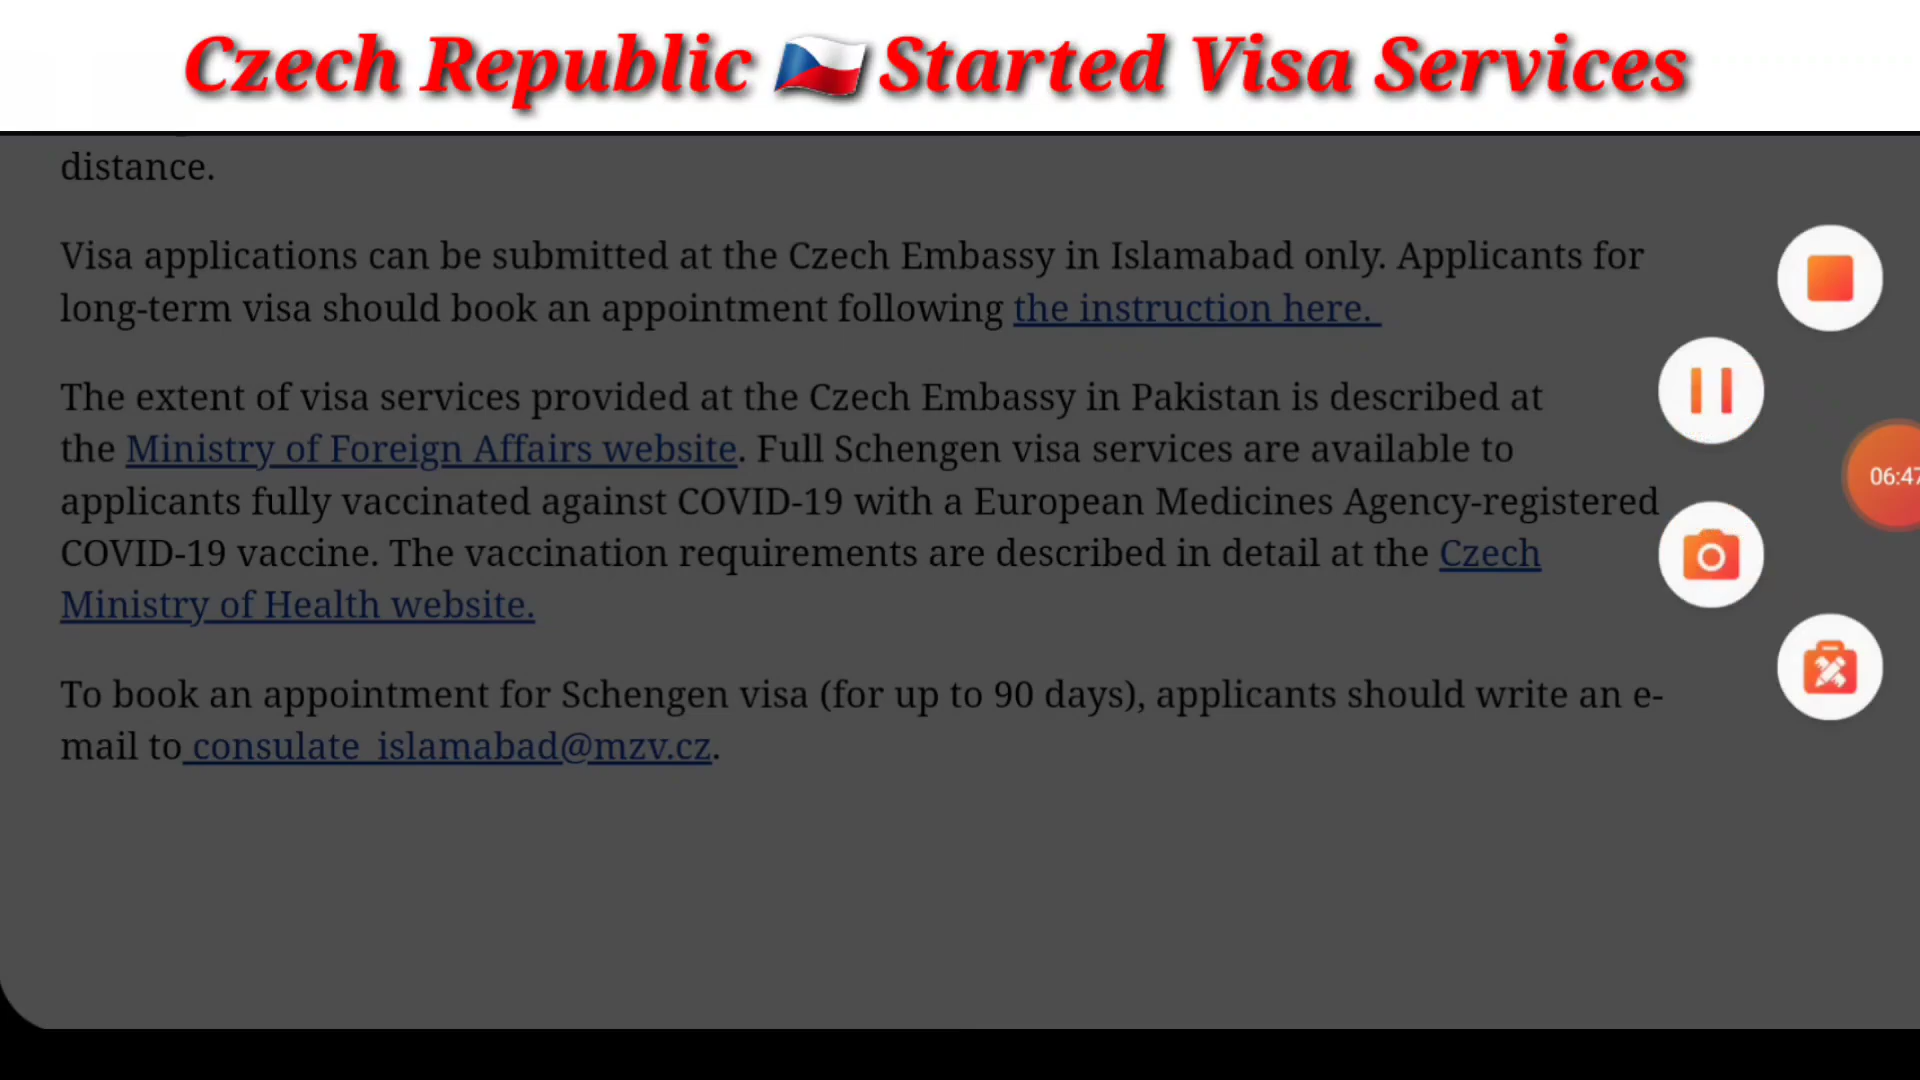 Czech Republic 🇨🇿 Started Visa Services
distance.
Visa applications can be submitted at the Czech Embassy in Islamabad only. Applicants for
long-term visa should book an appointment following the instruction here.
The extent of visa services provided at the Czech Embassy in Pakistan is described at
the Ministry of Foreign Affairs website. Full Schengen visa services are available to
applicants fully vaccinated against COVID-19 with a European Medicines Agency-registered
COVID-19 vaccine. The vaccination requirements are described in detail at the Czech
Ministry of Health website.
To book an appointment for Schengen visa (for up to 90 days), applicants should write an e-
mail to consulate_islamabad@mzv.cz.
06:47